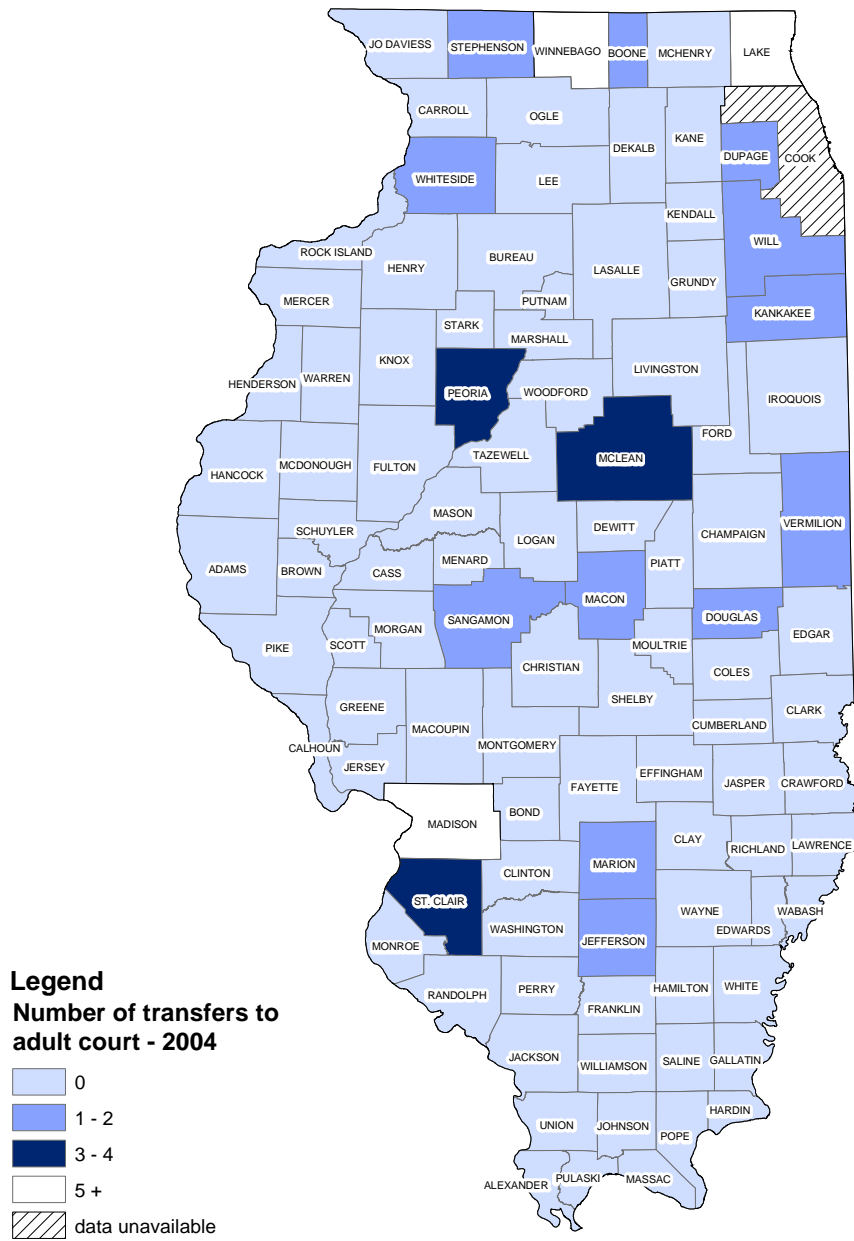 JO DAVIESS
STEPHENSON
WINNEBAGO
BOONE
MCHENRY
LAKE
CARROLL
OGLE
DEKALB
KANE
DUPAGE
COOK
WHITESIDE
LEE
KENDALL
WILL
ROCK ISLAND
HENRY
BUREAU
LASALLE
GRUNDY
MERCER
PUTNAM
KANKAKEE
STARK
MARSHALL
KNOX
LIVINGSTON
HENDERSON
WARREN
PEORIA
WOODFORD
IROQUOIS
FORD
HANCOCK
MCDONOUGH
FULTON
TAZEWELL
MCLEAN
MASON
SCHUYLER
LOGAN
DEWITT
CHAMPAIGN
VERMILION
ADAMS
BROWN
CASS
MENARD
PIATT
SANGAMON
MACON
DOUGLAS
PIKE
SCOTT
MORGAN
MOULTRIE
EDGAR
CHRISTIAN
COLES
GREENE
SHELBY
CLARK
MACOUPIN
CUMBERLAND
CALHOUN
MONTGOMERY
JERSEY
EFFINGHAM
FAYETTE
JASPER
CRAWFORD
MADISON
BOND
CLAY
RICHLAND
LAWRENCE
MARION
CLINTON
ST. CLAIR
WAYNE
WABASH
WASHINGTON
EDWARDS
MONROE
JEFFERSON
RANDOLPH
PERRY
HAMILTON
WHITE
FRANKLIN
JACKSON
WILLIAMSON
SALINE
GALLATIN
UNION
JOHNSON
HARDIN
POPE
ALEXANDER
PULASKI
MASSAC
Legend
Number of transfers to
adult court - 2004
0
1 - 2
3 - 4
5 +
data unavailable